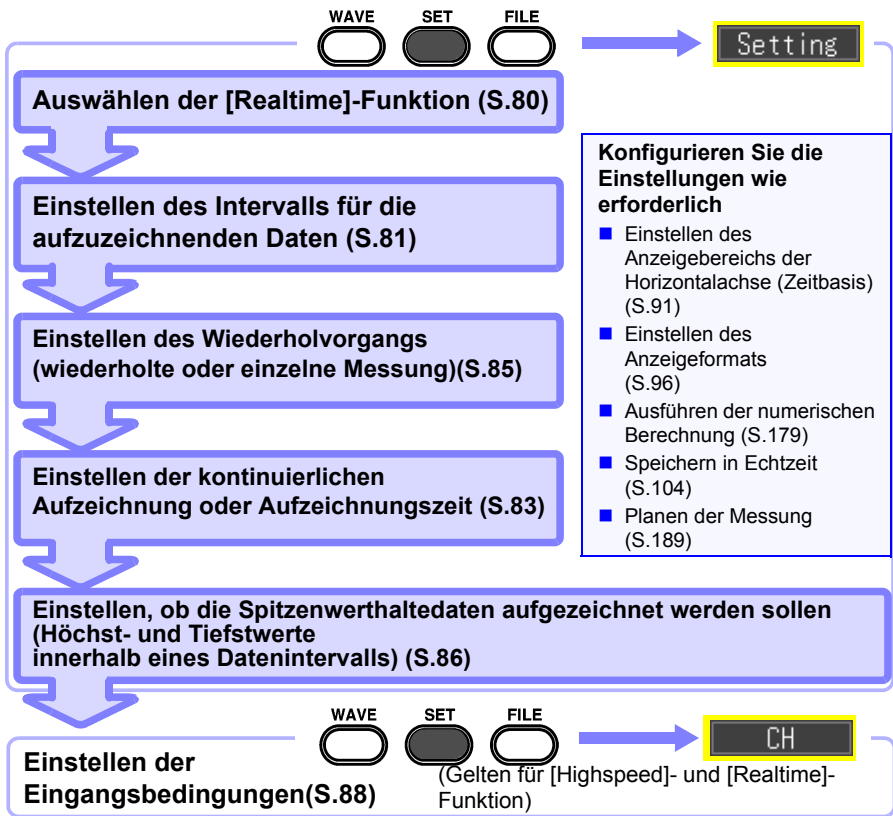 WAVE SET FILE
Setting
Auswählen der [Realtime]-Funktion (S.80)
Einstellen des Intervalls für die
aufzuzeichnenden Daten (S.81)
Einstellen des Wiederholvorgangs
(wiederholte oder einzelne Messung)(S.85)
Einstellen der kontinuierlichen
Aufzeichnung oder Aufzeichnungszeit (S.83)
Konfigurieren Sie die
Einstellungen wie
erforderlich
Einstellen des
Anzeigebereichs der
Horizontalachse (Zeitbasis)
(S.91)
Einstellen des
Anzeigeformats
(S.96)
Ausführen der numerischen
Berechnung (S.179)
Speichern in Echtzeit
(S.104)
Planen der Messung
(S.189)
Einstellen, ob die Spitzenwerthaltedaten aufgezeichnet werden sollen
(Höchst- und Tiefstwerte
innerhalb eines Datenintervalls) (S.86)
WAVE SET FILE
CH
Einstellen der
Eingangsbedingungen(S.88)
(Gelten für [Highspeed]- und [Realtime]-
Funktion)